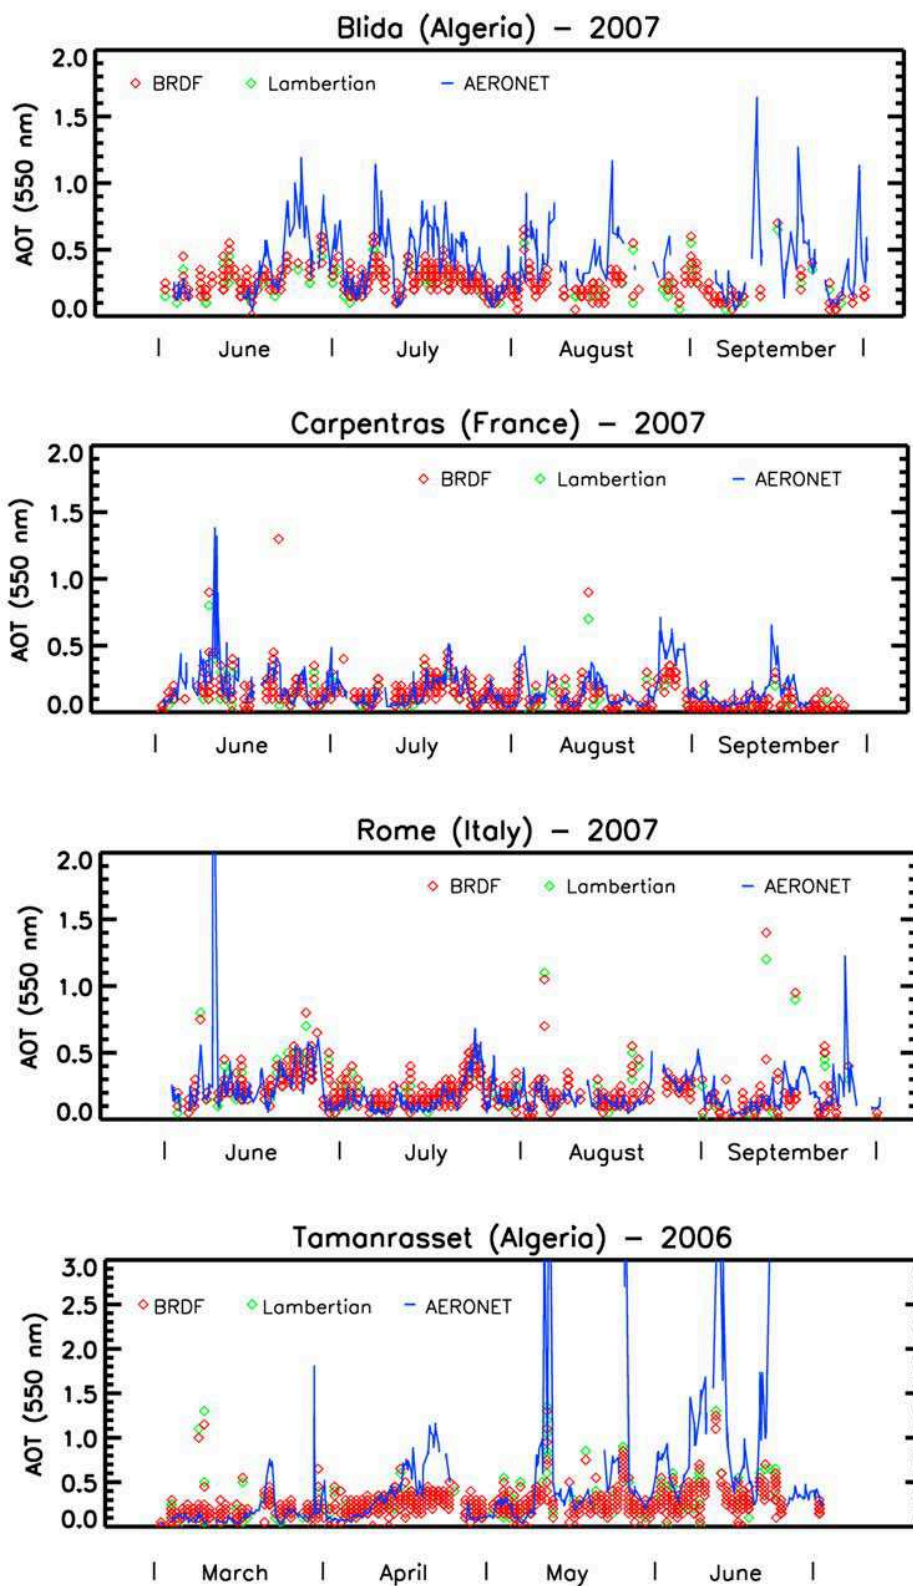 Blida (Algeria) – 2007
2.0
BRDF Lambertian AERONET
1.5
1.0
0.5
0.0
AOT (550 nm)
June July August September
Carpentras (France) – 2007
2.0
BRDF Lambertian AERONET
1.5
1.0
0.5
0.0
AOT (550 nm)
June July August September
Rome (Italy) – 2007
2.0
BRDF Lambertian AERONET
1.5
1.0
0.5
0.0
AOT (550 nm)
June July August September
Tamanrasset (Algeria) – 2006
3.0
2.5
BRDF Lambertian AERONET
2.0
1.5
1.0
0.5
0.0
AOT (550 nm)
March April May June